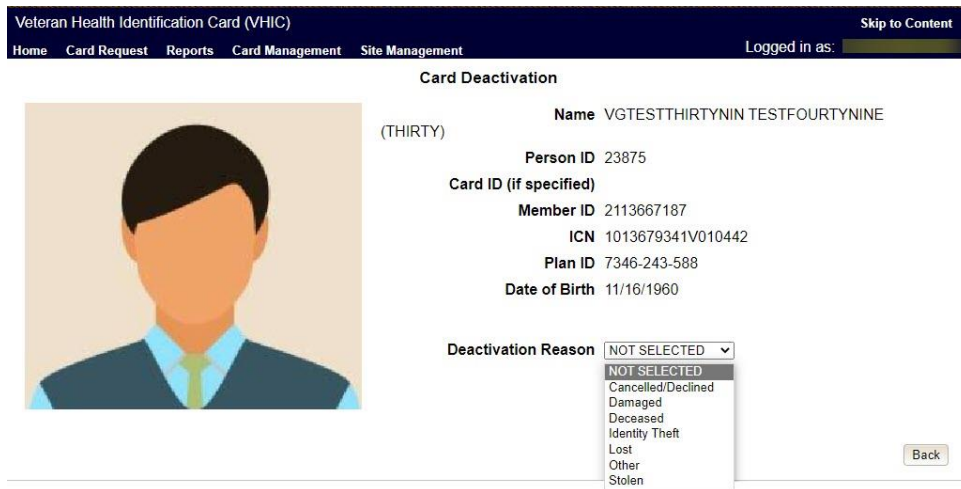 Veteran Health Identification Card (VHIC)
Skip to Content
Home Card Request Reports Card Management Site Management
Logged in as:
Card Deactivation
Name VGTESTTHIRTYNIN TESTFOURTYNINE
(THIRTY)
Person ID 23875
Card ID (if specified)
Member ID 2113667187
ICN 1013679341V010442
Plan ID 7346-243-588
Date of Birth 11/16/1960
Deactivation Reason NOT SELECTED
NOT SELECTED
Cancelled/Declined
Damaged
Deceased
Identity Theft
Lost
Other
Stolen
Back